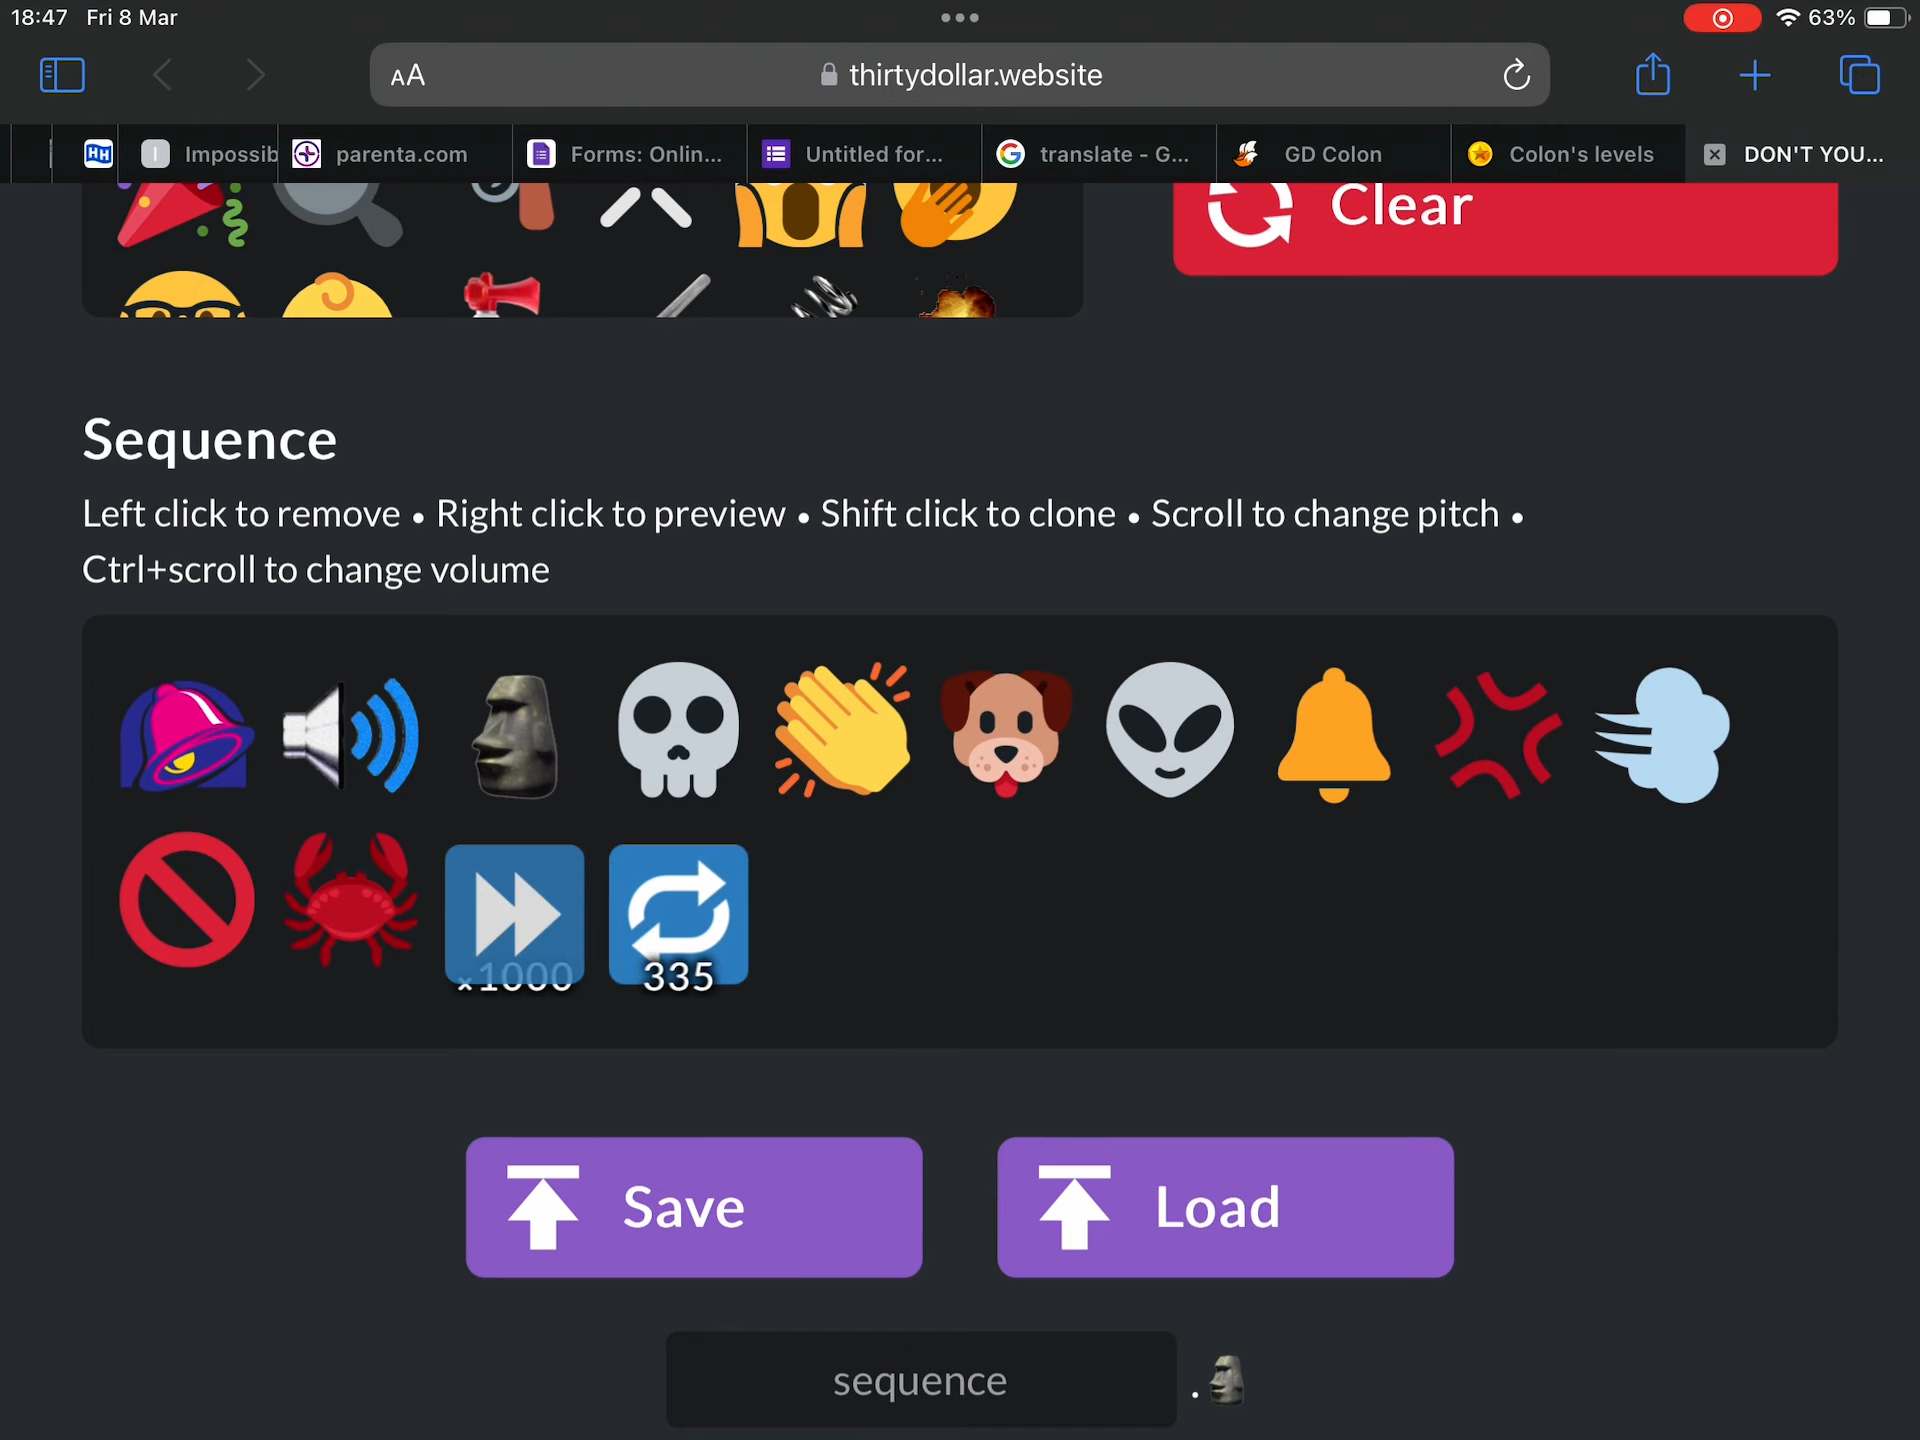 18:47 Fri 8 Mar
63%
AA
thirtydollar.website
HH
I
Impossib
parenta.com
Forms: Onlin...
Untitled for...
translate - G...
GD Colon
Colon's levels
DON'T YOU...
Clear
Sequence
Left click to remove • Right click to preview • Shift click to clone • Scroll to change pitch •
Ctrl+scroll to change volume
×1000
335
Save
Load
sequence
.